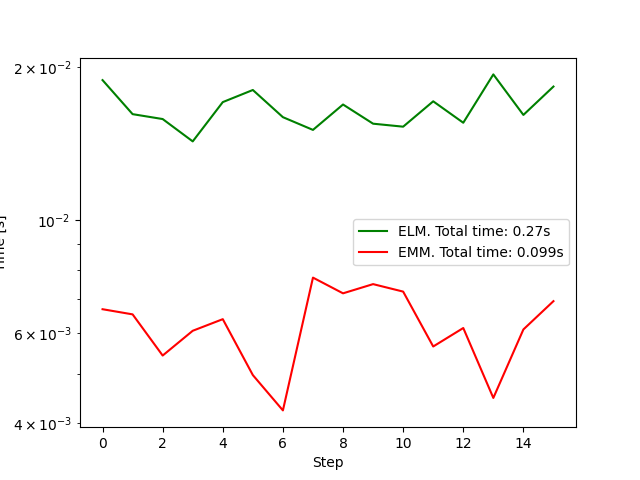 2 × 10⁻²
10⁻²
6 × 10⁻³
4 × 10⁻³
ELM. Total time: 0.27s
EMM. Total time: 0.099s
0 2 4 6 8 10 12 14
Step